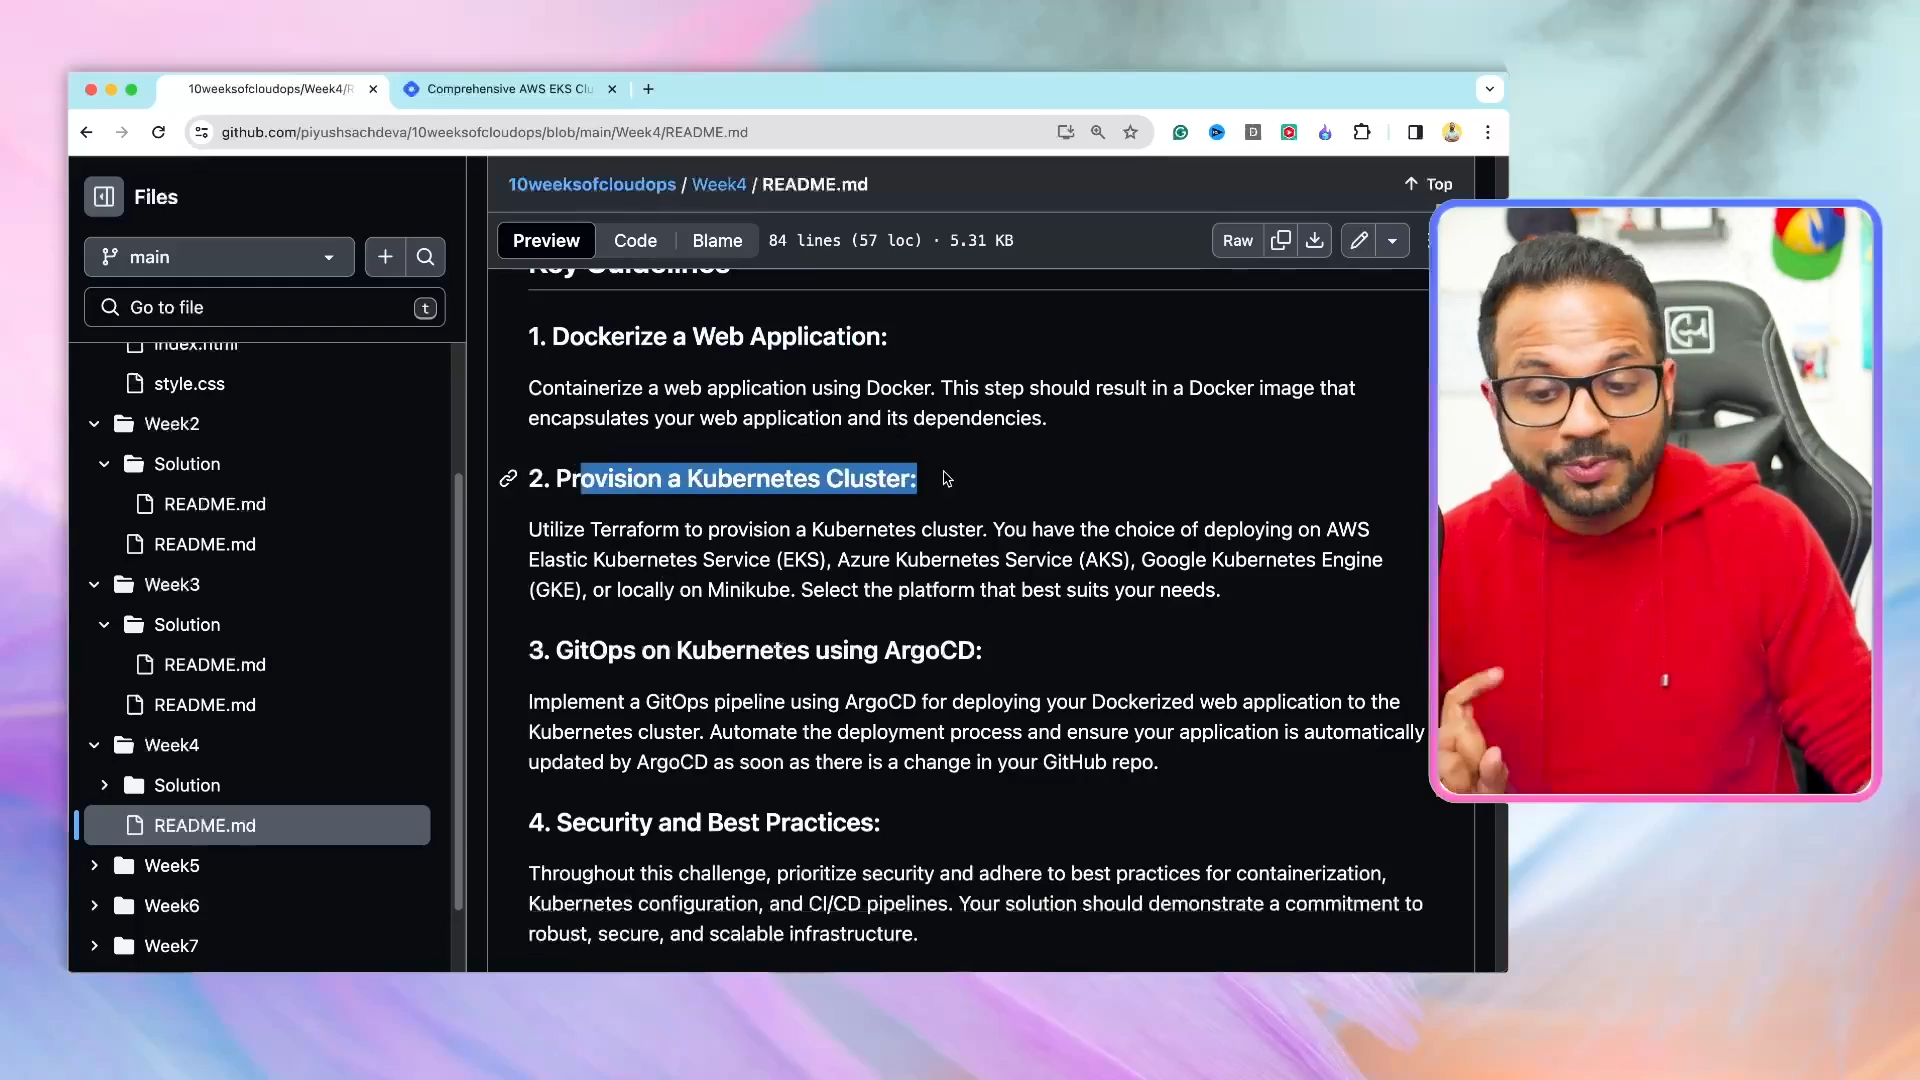 10weeksofcloudops/Week4/R
Comprehensive AWS EKS Clu
github.com/piyushsachdeva/10weeksofcloudops/blob/main/Week4/README.md
Files
main
Go to file
t
index.html
style.css
Week2
Solution
README.md
README.md
Week3
Solution
README.md
README.md
Week4
Solution
README.md
Week5
Week6
Week7
10weeksofcloudops / Week4 / README.md
Top
Preview
Code
Blame
84 lines (57 loc) · 5.31 KB
Raw
Key Guidelines
1. Dockerize a Web Application:
Containerize a web application using Docker. This step should result in a Docker image that
encapsulates your web application and its dependencies.
2. Provision a Kubernetes Cluster:
Utilize Terraform to provision a Kubernetes cluster. You have the choice of deploying on AWS
Elastic Kubernetes Service (EKS), Azure Kubernetes Service (AKS), Google Kubernetes Engine
(GKE), or locally on Minikube. Select the platform that best suits your needs.
3. GitOps on Kubernetes using ArgoCD:
Implement a GitOps pipeline using ArgoCD for deploying your Dockerized web application to the
Kubernetes cluster. Automate the deployment process and ensure your application is automatically
updated by ArgoCD as soon as there is a change in your GitHub repo.
4. Security and Best Practices:
Throughout this challenge, prioritize security and adhere to best practices for containerization,
Kubernetes configuration, and CI/CD pipelines. Your solution should demonstrate a commitment to
robust, secure, and scalable infrastructure.